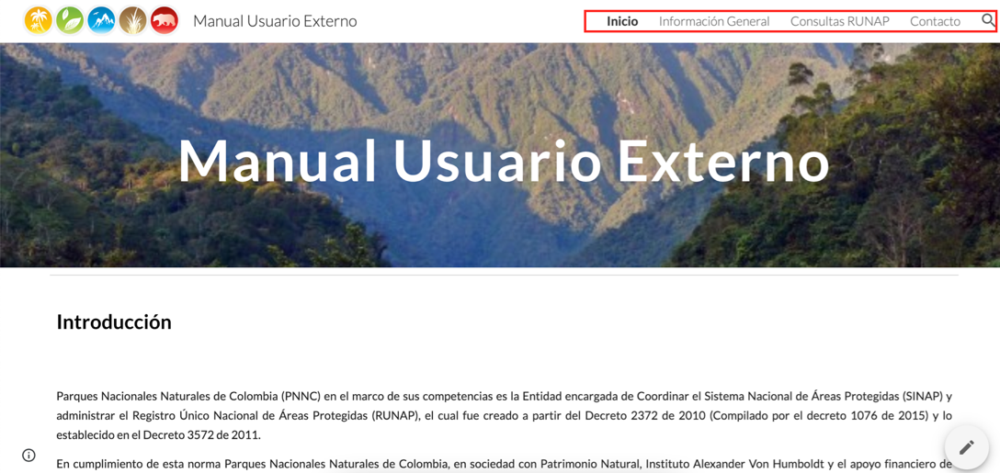 Manual Usuario Externo
Inicio Información General Consultas RUNAP Contacto
Manual Usuario Externo
Introducción
Parques Nacionales Naturales de Colombia (PNNC) en el marco de sus competencias es la Entidad encargada de Coordinar el Sistema Nacional de Áreas Protegidas (SINAP) y
administrar el Registro Único Nacional de Áreas Protegidas (RUNAP), el cual fue creado a partir del Decreto 2372 de 2010 (Compilado por el decreto 1076 de 2015) y lo
establecido en el Decreto 3572 de 2011.
En cumplimiento de esta norma Parques Nacionales Naturales de Colombia, en sociedad con Patrimonio Natural, Instituto Alexander Von Humboldt y el apoyo financiero de